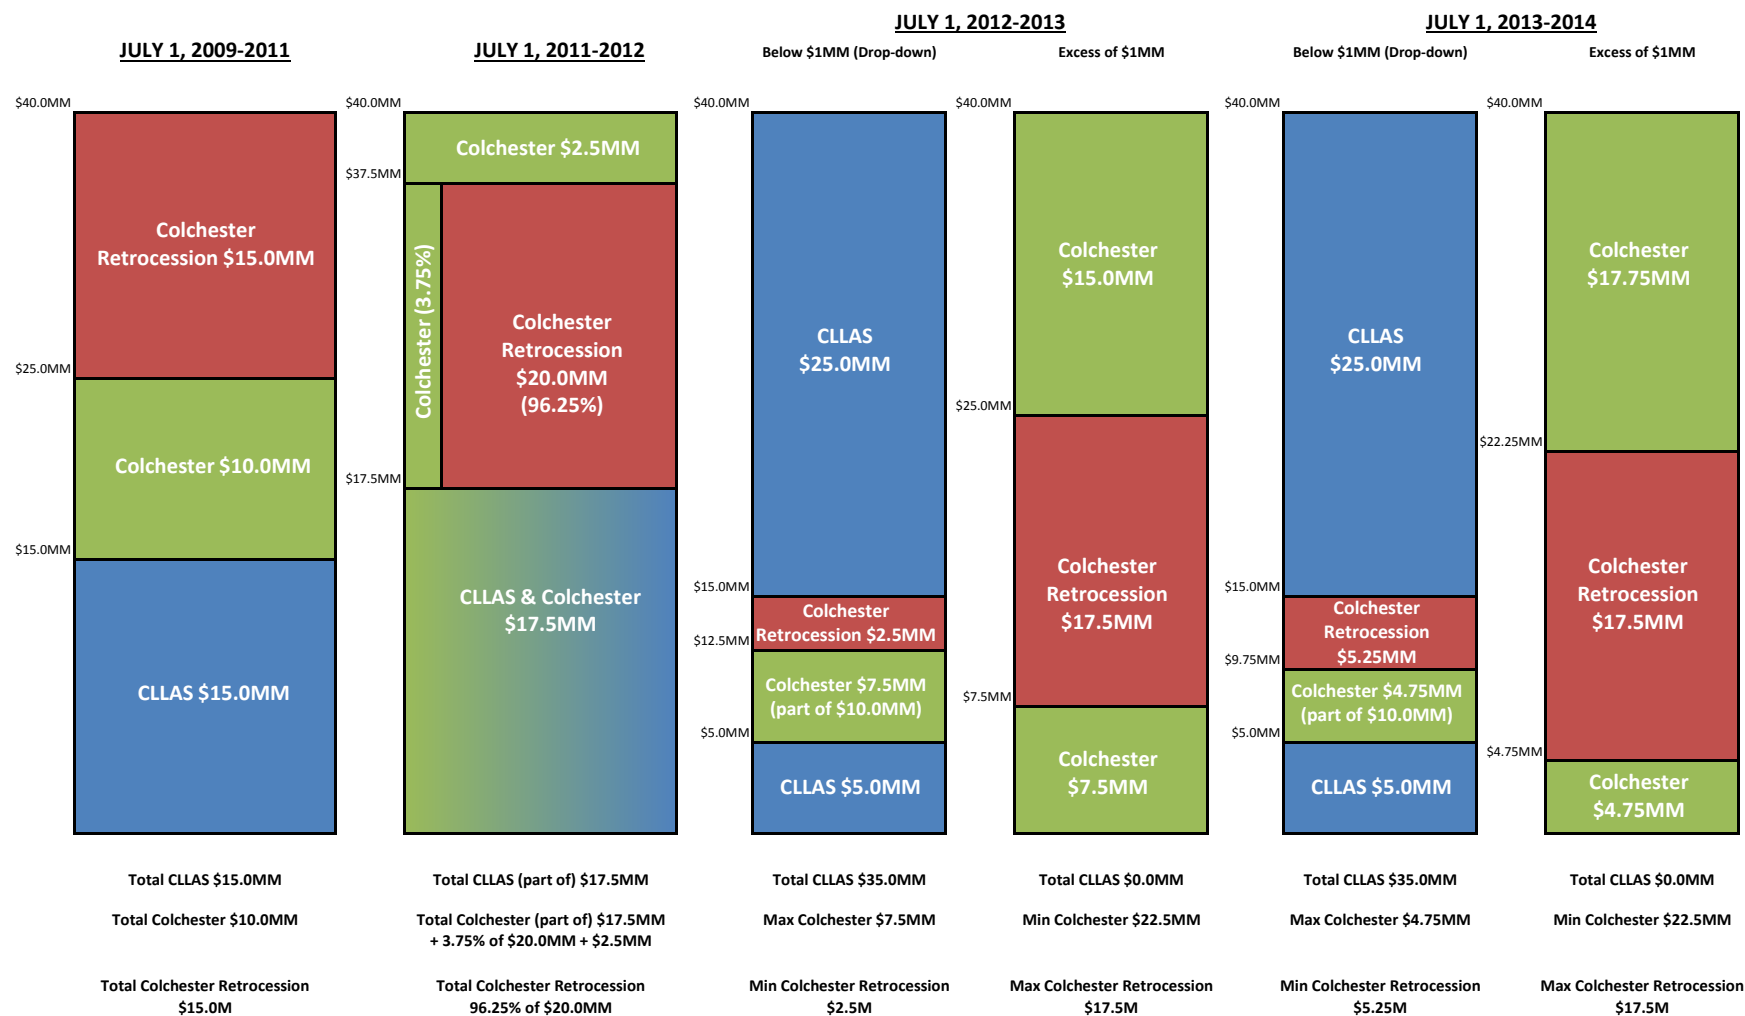 JULY 1, 2009-2011
$40.0MM
Colchester
Retrocession $15.0MM
$25.0MM
Colchester $10.0MM
$15.0MM
CLLAS $15.0MM
Total CLLAS $15.0MM
Total Colchester $10.0MM
Total Colchester Retrocession
$15.0M
JULY 1, 2011-2012
$40.0MM
Colchester $2.5MM
$37.5MM
Colchester (3.75%)
Colchester
Retrocession
$20.0MM
(96.25%)
$17.5MM
CLLAS & Colchester
$17.5MM
Total CLLAS (part of) $17.5MM
Total Colchester (part of) $17.5MM
+ 3.75% of $20.0MM + $2.5MM
Total Colchester Retrocession
96.25% of $20.0MM
JULY 1, 2012-2013
Below $1MM (Drop-down)
$40.0MM
CLLAS
$25.0MM
$15.0MM
Colchester
Retrocession $2.5MM
$12.5MM
Colchester $7.5MM
(part of $10.0MM)
$5.0MM
CLLAS $5.0MM
Total CLLAS $35.0MM
Max Colchester $7.5MM
Min Colchester Retrocession
$2.5M
Excess of $1MM
$40.0MM
Colchester
$15.0MM
$25.0MM
Colchester
Retrocession
$17.5MM
$7.5MM
Colchester
$7.5MM
Total CLLAS $0.0MM
Min Colchester $22.5MM
Max Colchester Retrocession
$17.5M
JULY 1, 2013-2014
Below $1MM (Drop-down)
$40.0MM
CLLAS
$25.0MM
$15.0MM
Colchester
Retrocession
$5.25MM
$9.75MM
Colchester $4.75MM
(part of $10.0MM)
$5.0MM
CLLAS $5.0MM
Total CLLAS $35.0MM
Max Colchester $4.75MM
Min Colchester Retrocession
$5.25M
Excess of $1MM
$40.0MM
Colchester
$17.75MM
$22.25MM
Colchester
Retrocession
$17.5MM
$4.75MM
Colchester
$4.75MM
Total CLLAS $0.0MM
Min Colchester $22.5MM
Max Colchester Retrocession
$17.5M